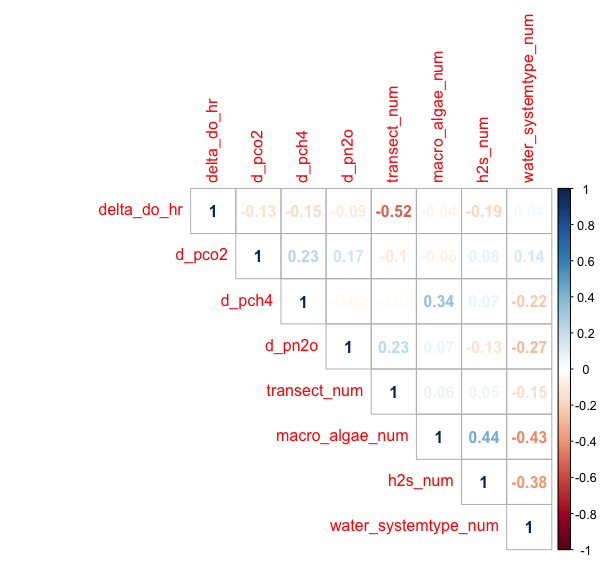 delta_do_hr
d_pco2
d_pch4
d_pn2o
transect_num
macro_algae_num
h2s_num
water_systemtype_num
delta_do_hr 1 -0.13 -0.15 -0.09 -0.52 -0.04 -0.19 0.04
d_pco2 1 0.23 0.17 -0.1 -0.06 0.08 0.14
d_pch4 1 -0.02 0.34 0.07 -0.22
d_pn2o 1 0.23 0.07 -0.13 -0.27
transect_num 1 0.06 0.05 -0.15
macro_algae_num 1 0.44 -0.43
h2s_num 1 -0.38
water_systemtype_num 1
1
0.8
0.6
0.4
0.2
0
-0.2
-0.4
-0.6
-0.8
-1